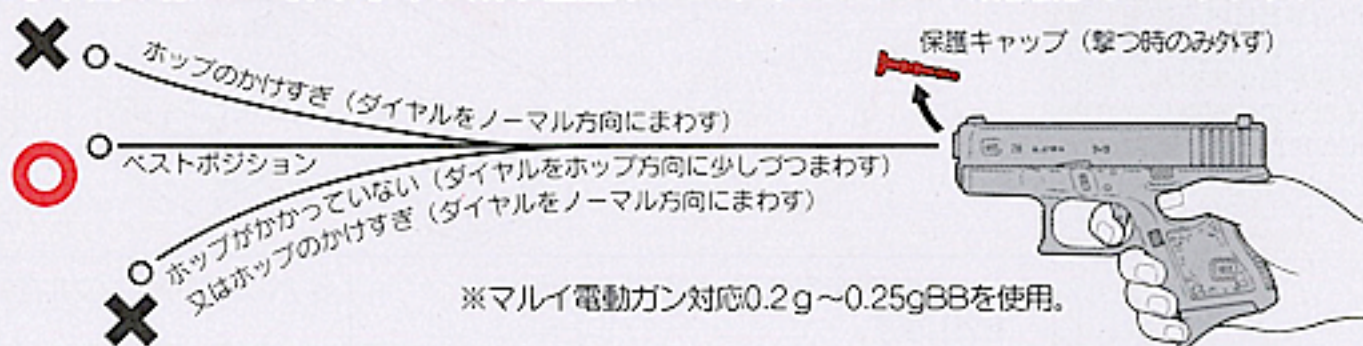 保護キャップ（撃つ時のみ外す）
ホップのかけすぎ（ダイヤルをノーマル方向にまわす）
ベストポジション
ホップがかかっていない（ダイヤルをホップ方向に少しづつまわす）
又はホップのかけすぎ（ダイヤルをノーマル方向にまわす）
※マルイ電動ガン対応0.2g～0.25gBBを使用。